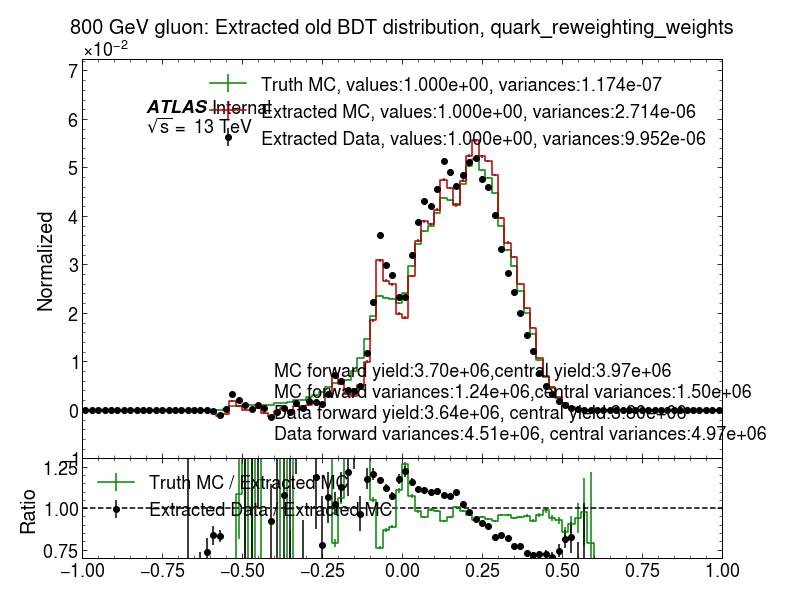 800 GeV gluon: Extracted old BDT distribution, quark_reweighting_weights
×10⁻²
7
Truth MC, values:1.000e+00, variances:1.174e-07
ATLAS Internal
Extracted MC, values:1.000e+00, variances:2.714e-06
√s = 13 TeV
Extracted Data, values:1.000e+00, variances:9.952e-06
6
5
4
3
2
1
0
Normalized
MC forward yield:3.70e+06,central yield:3.97e+06
MC forward variances:1.24e+06,central variances:1.50e+06
Data forward yield:3.64e+06, central yield:
Data forward variances:4.51e+06, central variances:4.97e+06
1.25
1.00
0.75
Ratio
Truth MC / Extracted MC
Extracted Data / Extracted MC
−1.00 −0.75 −0.50 −0.25 0.00 0.25 0.50 0.75 1.00